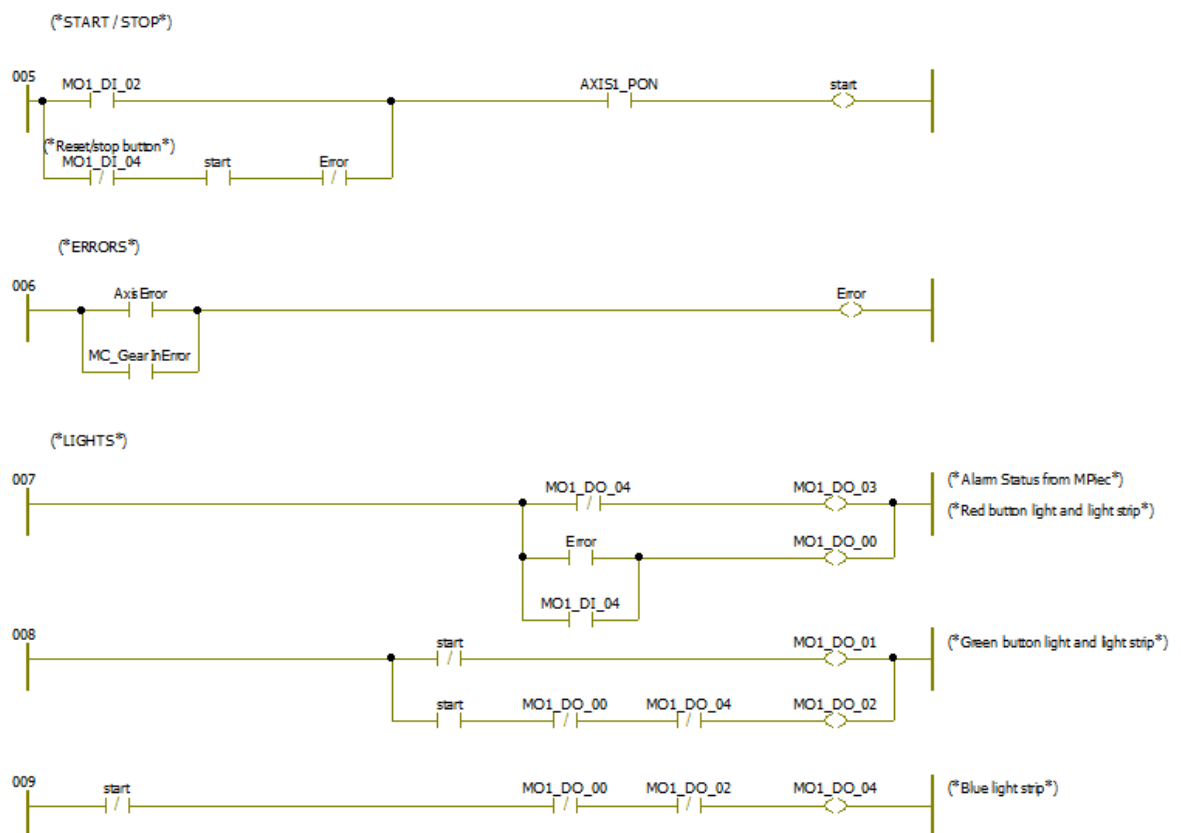 (*START / STOP*)
005
MO1_DI_02
AXIS1_PON
start
(*Reset/stop button*)
MO1_DI_04
start
Error
(*ERRORS*)
006
AxisError
Error
MC_GearInError
(*LIGHTS*)
007
MO1_DO_04
MO1_DO_03
(*Alarm Status from MPiec*)
(*Red button light and light strip*)
Error
MO1_DO_00
MO1_DI_04
008
start
MO1_DO_01
(*Green button light and light strip*)
start
MO1_DO_00
MO1_DO_04
MO1_DO_02
009
start
MO1_DO_00
MO1_DO_02
MO1_DO_04
(*Blue light strip*)